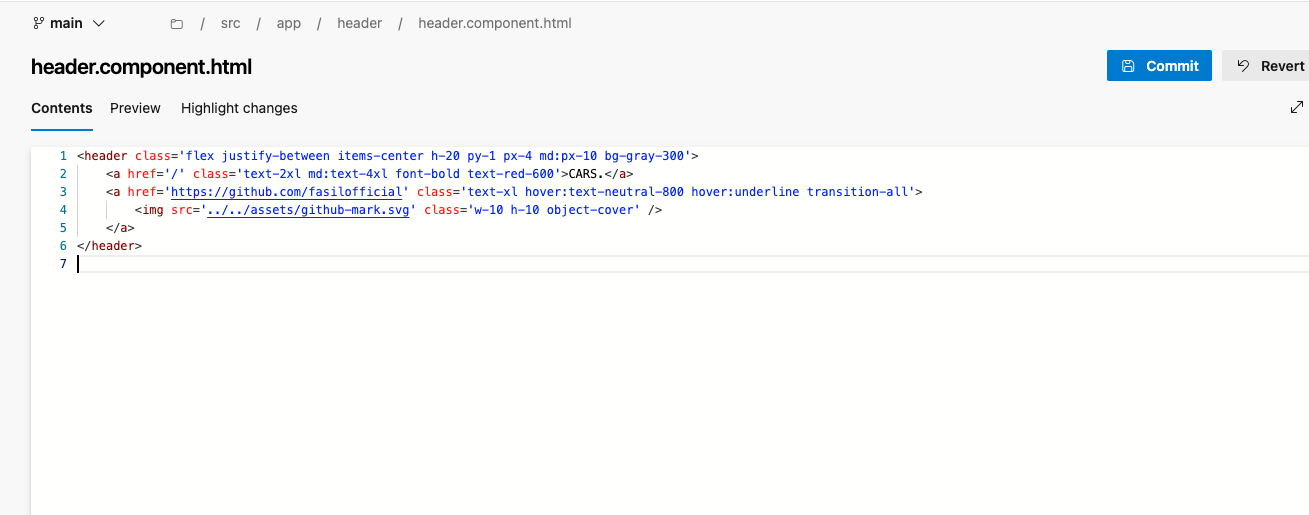 main
/ src / app / header / header.component.html
header.component.html
Commit
Revert
Contents Preview Highlight changes
1 <header class='flex justify-between items-center h-20 py-1 px-4 md:px-10 bg-gray-300'>
2 <a href='/' class='text-2xl md:text-4xl font-bold text-red-600'>CARS.</a>
3 <a href='https://github.com/fasilofficial' class='text-xl hover:text-neutral-800 hover:underline transition-all'>
4 <img src='../../assets/github-mark.svg' class='w-10 h-10 object-cover' />
5 </a>
6 </header>
7